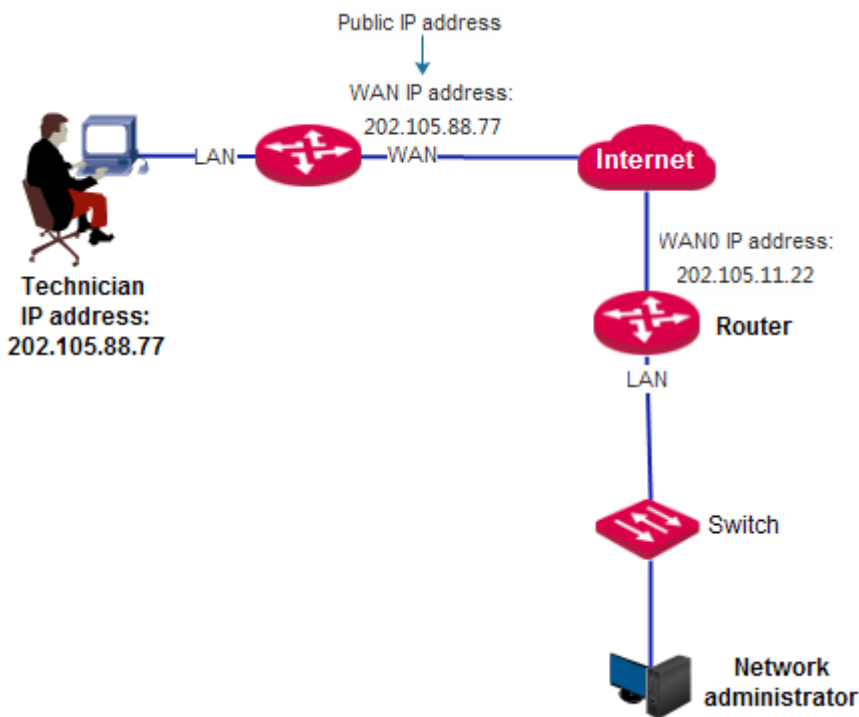 Public IP address
WAN IP address:
202.105.88.77
LAN
WAN
Internet
WAN0 IP address:
202.105.11.22
Technician
IP address:
202.105.88.77
Router
LAN
Switch
Network
administrator